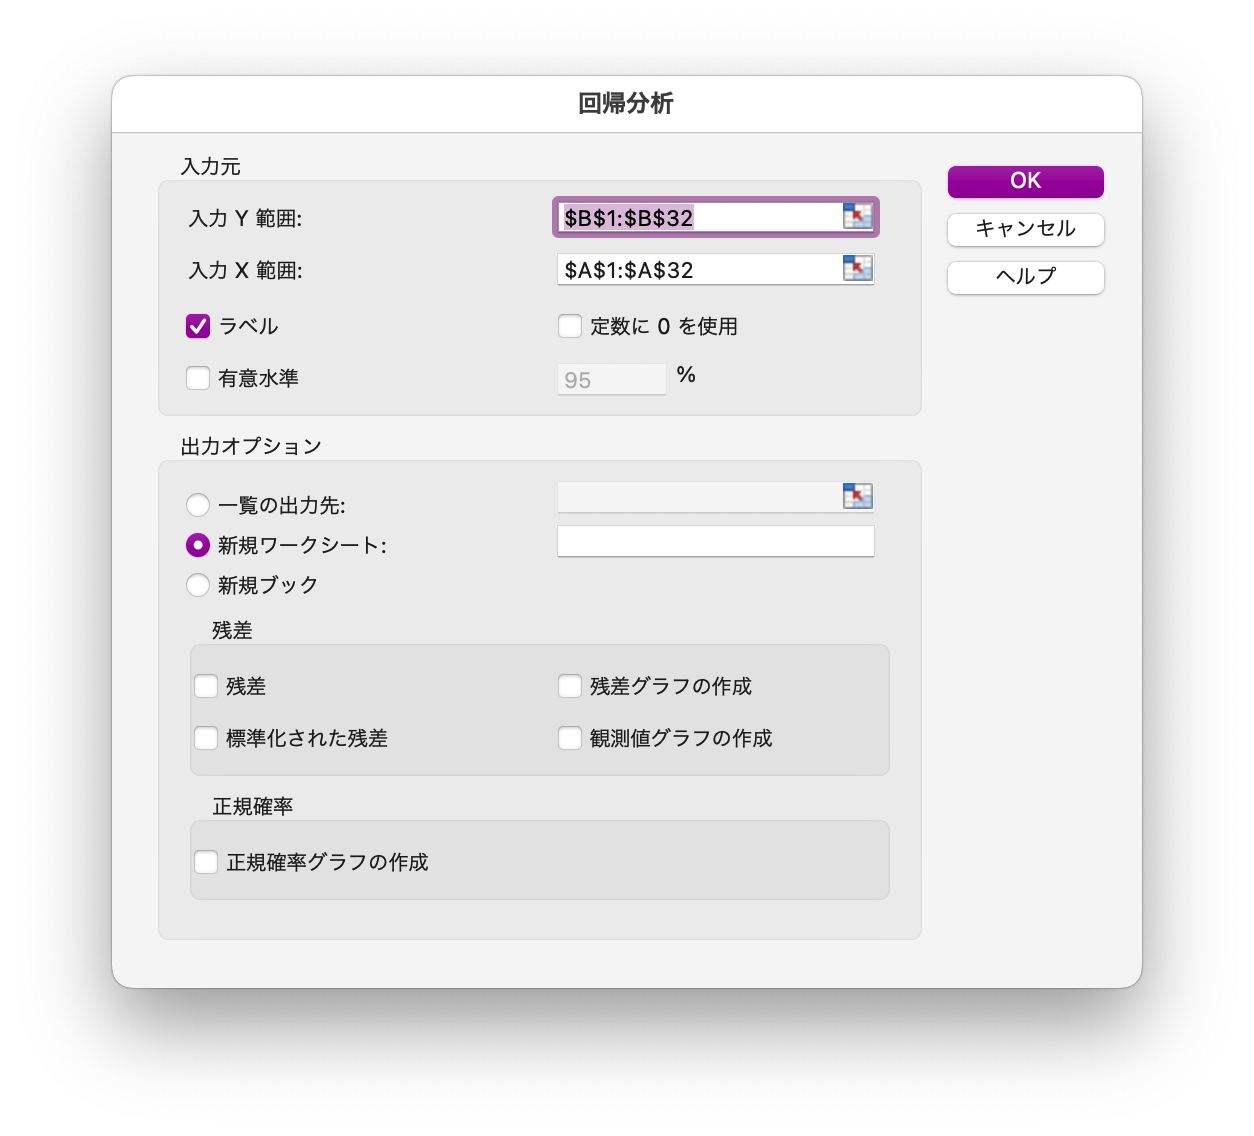 回帰分析
入力元
入力 Y 範囲:
$B$1:$B$32
入力 X 範囲:
$A$1:$A$32
ラベル
定数に 0 を使用
有意水準
95
%
OK
キャンセル
ヘルプ
出力オプション
一覧の出力先:
新規ワークシート:
新規ブック
残差
残差
残差グラフの作成
標準化された残差
観測値グラフの作成
正規確率
正規確率グラフの作成